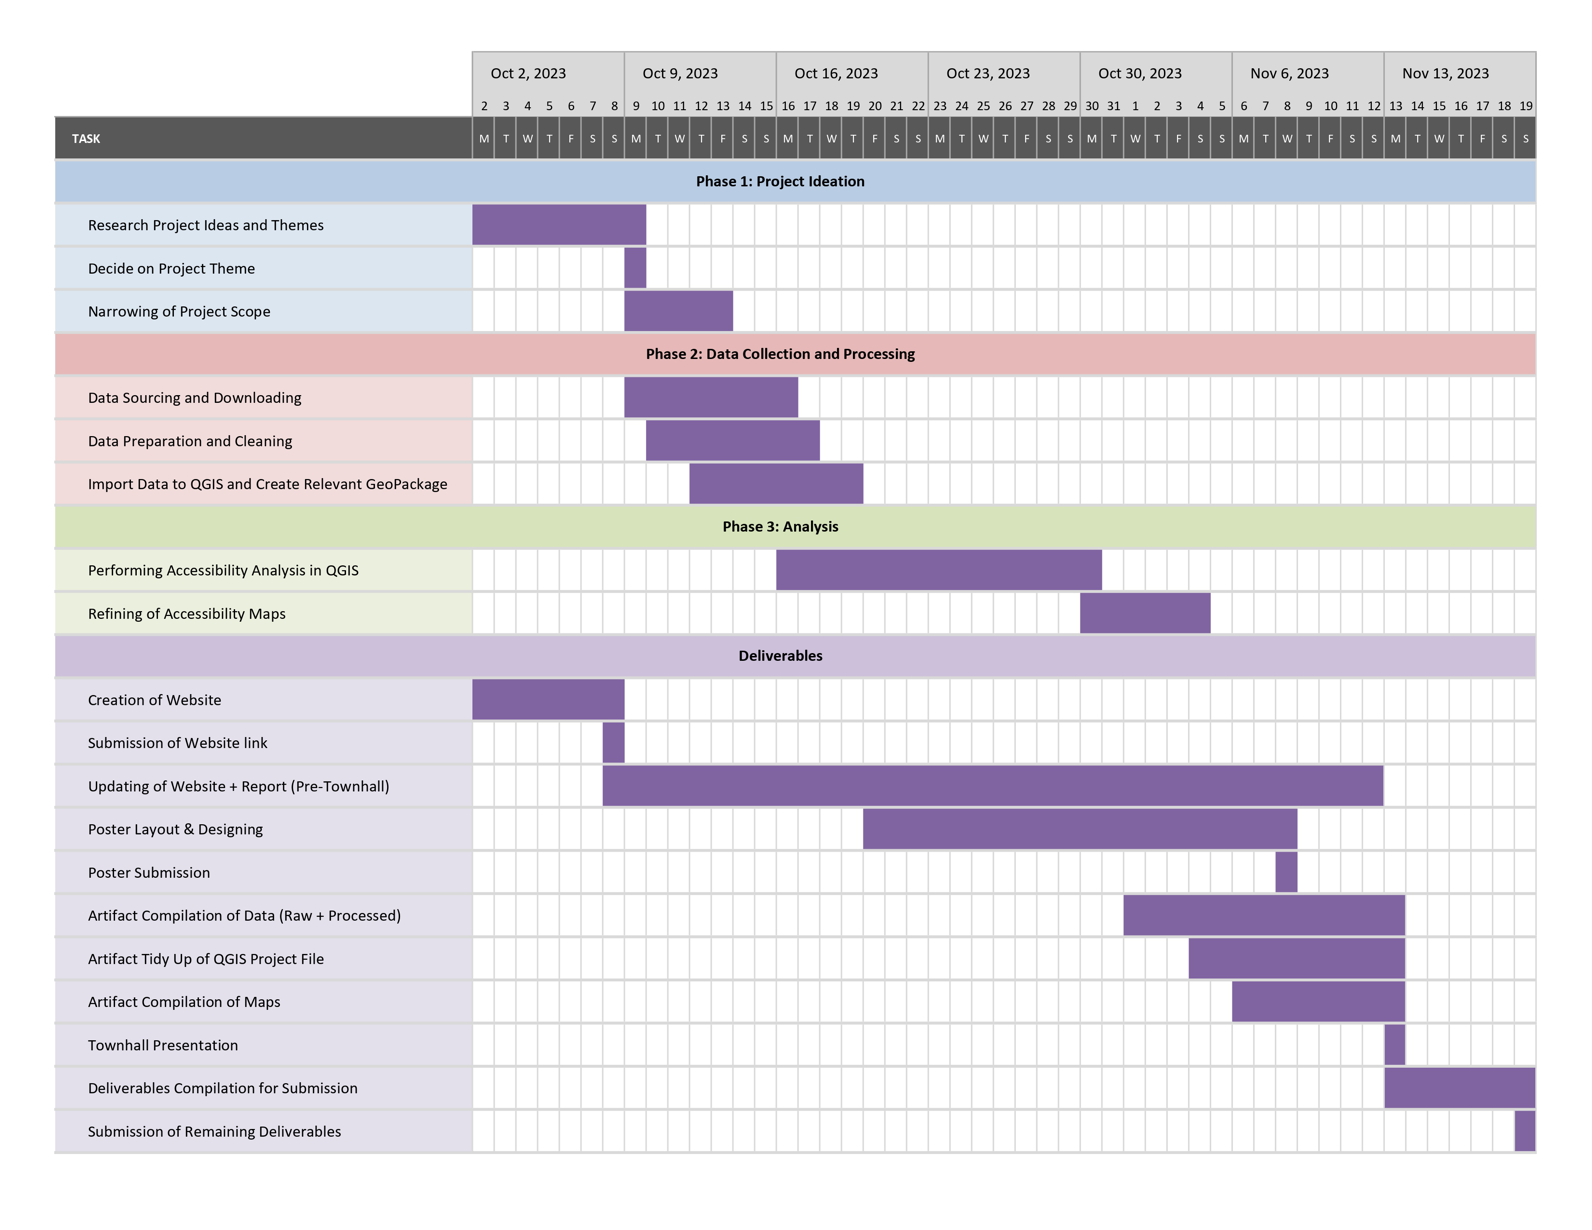 Oct 2, 2023 Oct 9, 2023 Oct 16, 2023 Oct 23, 2023 Oct 30, 2023 Nov 6, 2023 Nov 13, 2023
2 3 4 5 6 7 8 9 10 11 12 13 14 15 16 17 18 19 20 21 22 23 24 25 26 27 28 29 30 31 1 2 3 4 5 6 7 8 9 10 11 12 13 14 15 16 17 18 19
TASK M T W T F S S M T W T F S S M T W T F S S M T W T F S S M T W T F S S M T W T F S S M T W T F S S
Phase 1: Project Ideation
Research Project Ideas and Themes
Decide on Project Theme
Narrowing of Project Scope
Phase 2: Data Collection and Processing
Data Sourcing and Downloading
Data Preparation and Cleaning
Import Data to QGIS and Create Relevant GeoPackage
Phase 3: Analysis
Performing Accessibility Analysis in QGIS
Refining of Accessibility Maps
Deliverables
Creation of Website
Submission of Website link
Updating of Website + Report (Pre-Townhall)
Poster Layout & Designing
Poster Submission
Artifact Compilation of Data (Raw + Processed)
Artifact Tidy Up of QGIS Project File
Artifact Compilation of Maps
Townhall Presentation
Deliverables Compilation for Submission
Submission of Remaining Deliverables